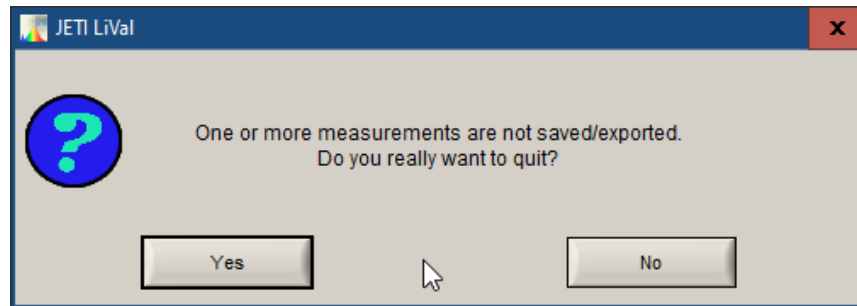 JETI LiVal
x
One or more measurements are not saved/exported.
Do you really want to quit?
Yes
No